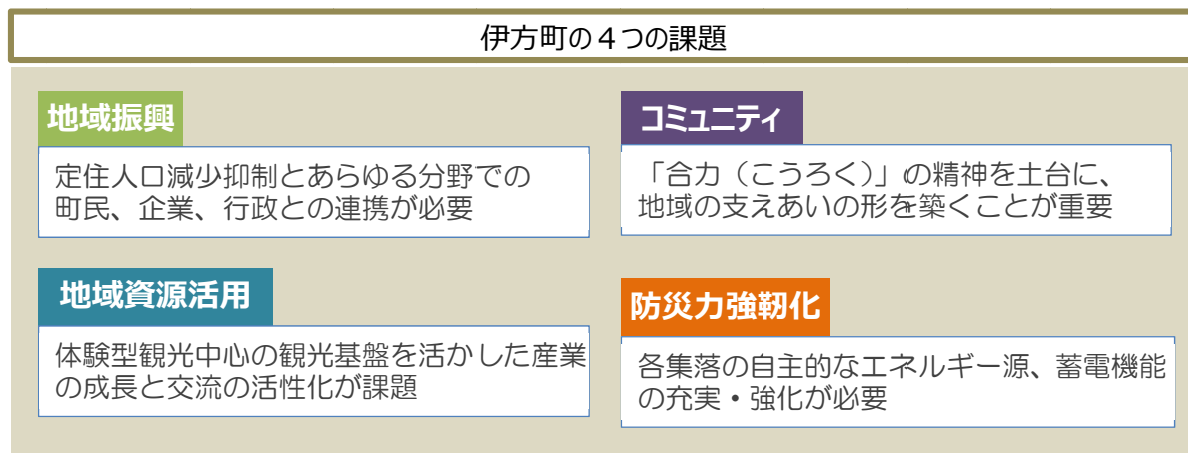 伊方町の４つの課題
地域振興
定住人口減少抑制とあらゆる分野での
町民、企業、行政との連携が必要
コミュニティ
「合力（こうろく）」の精神を土台に、
地域の支えあいの形を築くことが重要
地域資源活用
体験型観光中心の観光基盤を活かした産業
の成長と交流の活性化が課題
防災力強靭化
各集落の自主的なエネルギー源、蓄電機能
の充実・強化が必要